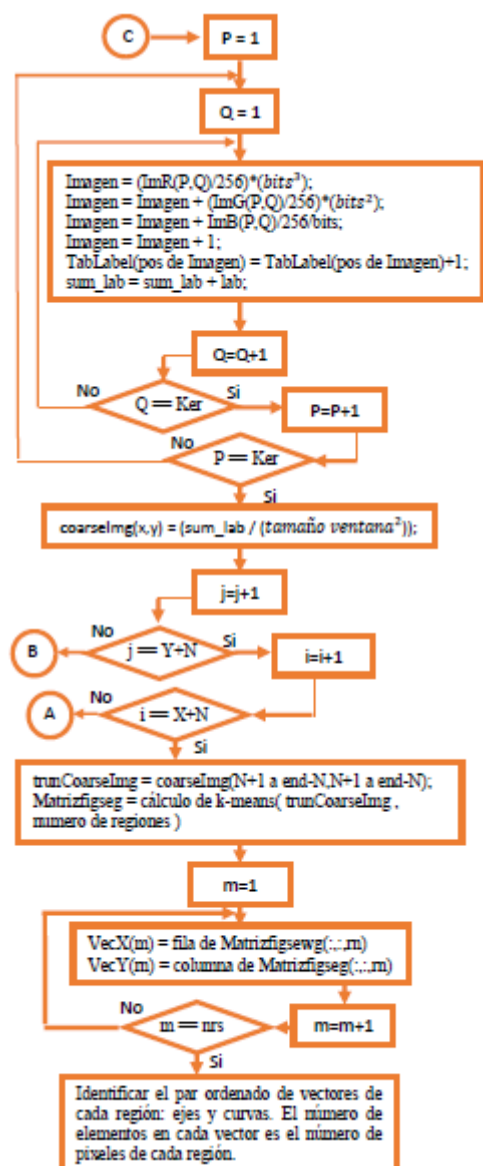 C
P = 1
Q = 1
Imagen = (ImR(P,Q)/256)*(bits³);
Imagen = Imagen + (ImG(P,Q)/256)*(bits²);
Imagen = Imagen + ImB(P,Q)/256/bits;
Imagen = Imagen + 1;
TabLabel(pos de Imagen) = TabLabel(pos de Imagen)+1;
sum_lab = sum_lab + lab;
Q=Q+1
No
Q == Ker
Si
P=P+1
No
P == Ker
Si
coarseImg(x,y) = (sum_lab / (tamaño ventana²));
j=j+1
No
B
j == Y+N
Si
i=i+1
No
A
i == X+N
Si
trunCoarseImg = coarseImg(N+1 a end-N,N+1 a end-N);
Matrizfigseg = cálculo de k-means( trunCoarseImg ,
numero de regiones )
m=1
VecX(m) = fila de Matrizfigsewg(:,:,m)
VecY(m) = columna de Matrizfigseg(:,:,m)
No
m == nrs
m=m+1
Si
Identificar el par ordenado de vectores de
cada región: ejes y curvas. El número de
elementos en cada vector es el número de
pixeles de cada región.